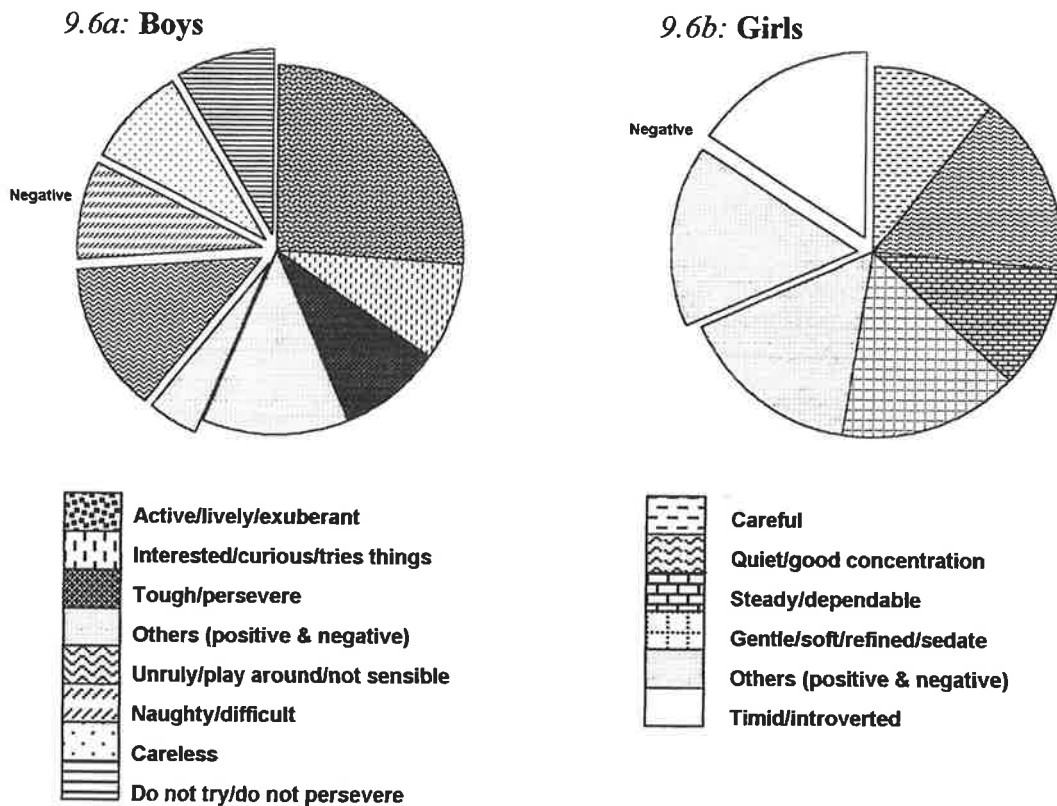 9.6a: Boys
9.6b: Girls
Negative
Negative
Active/lively/exuberant
Interested/curious/tries things
Tough/persevere
Others (positive & negative)
Unruly/play around/not sensible
Naughty/difficult
Careless
Do not try/do not persevere
Careful
Quiet/good concentration
Steady/dependable
Gentle/soft/refined/sedate
Others (positive & negative)
Timid/introverted